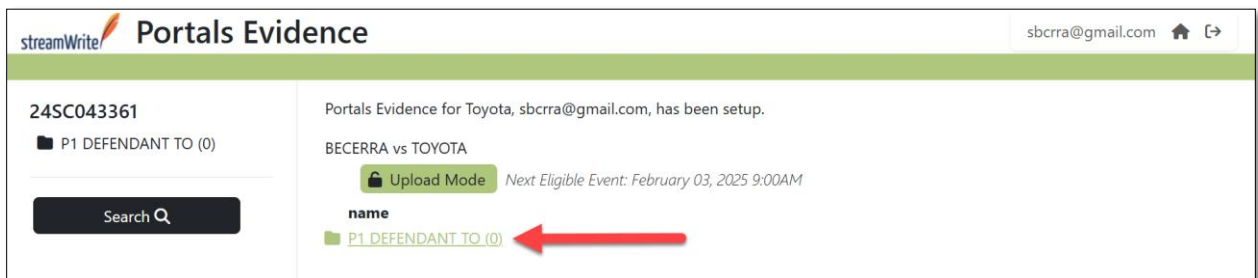 streamWrite Portals Evidence
sbcrra@gmail.com
24SC043361
P1 DEFENDANT TO (0)
Search
Portals Evidence for Toyota, sbcrra@gmail.com, has been setup.
BECERRA vs TOYOTA
Upload Mode Next Eligible Event: February 03, 2025 9:00AM
name
P1 DEFENDANT TO (0)